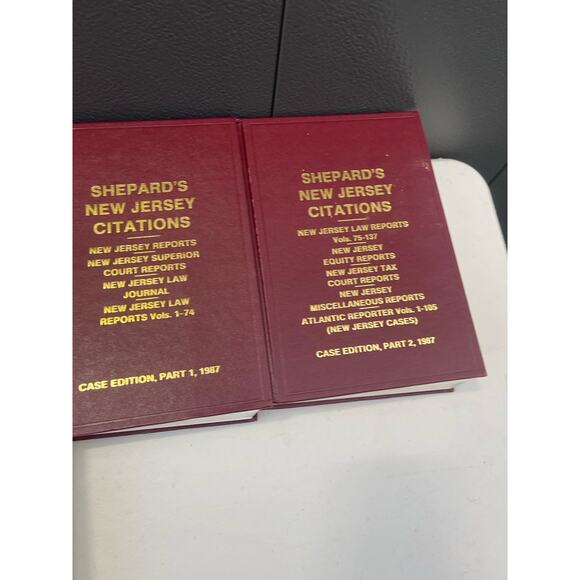 SHEPARD'S
NEW JERSEY
CITATIONS
NEW JERSEY REPORTS
NEW JERSEY SUPERIOR
COURT REPORTS
NEW JERSEY LAW
JOURNAL
NEW JERSEY LAW
REPORTS Vols. 1-74
CASE EDITION, PART 1, 1987
SHEPARD'S
NEW JERSEY
CITATIONS
NEW JERSEY LAW REPORTS
Vols. 75-137
NEW JERSEY
EQUITY REPORTS
NEW JERSEY TAX
COURT REPORTS
NEW JERSEY
MISCELLANEOUS REPORTS
ATLANTIC REPORTER Vols. 1-105
(NEW JERSEY CASES)
CASE EDITION, PART 2, 1987